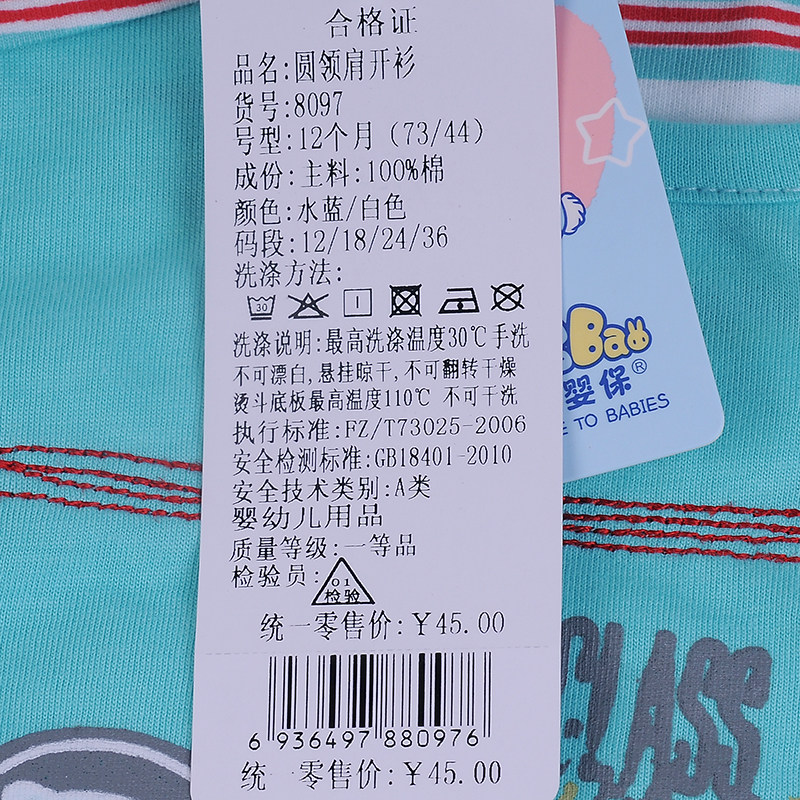 合格证
品名:圆领肩开衫
货号:8097
号型:12个月(73/44)
成份:主料:100%棉
颜色:水蓝/白色
码段:12/18/24/36
洗涤方法:
30
洗涤说明:最高洗涤温度30℃手洗
不可漂白,悬挂晾干,不可翻转干燥
烫斗底板最高温度110℃ 不可干洗
执行标准:FZ/T73025-2006
安全检测标准:GB18401-2010
安全技术类别:A类
婴幼儿用品
质量等级:一等品
检验员:
01
检验
统一零售价:¥45.00
6 936497 880976
统一零售价:¥45.00
Bau
婴保®
TO BABIES
CLASS